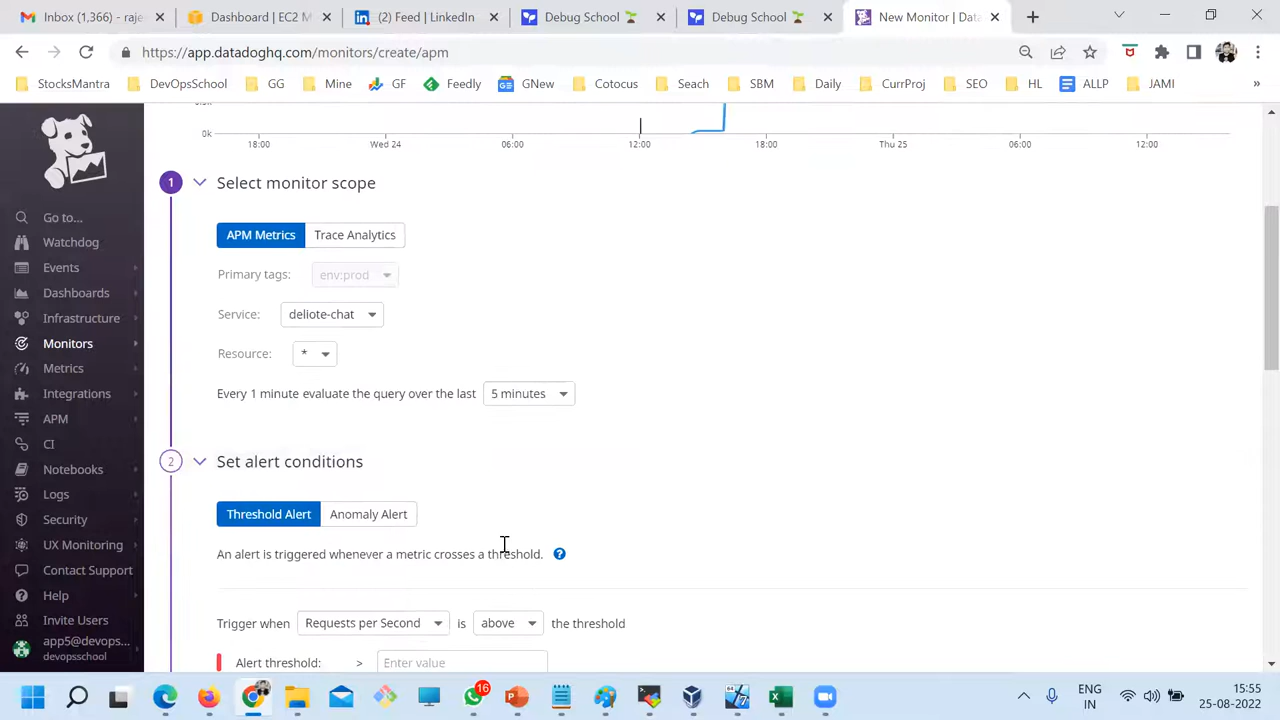 Inbox (1,366) - raje
Dashboard | EC2 M
(2) Feed | LinkedIn
Debug School
Debug School
New Monitor | Data
https://app.datadoghq.com/monitors/create/apm
StocksMantra
DevOpsSchool
GG
Mine
GF
Feedly
GNew
Cotocus
Seach
SBM
Daily
CurrProj
SEO
HL
ALLP
JAMI
»
0k
18:00
Wed 24
06:00
12:00
18:00
Thu 25
06:00
12:00
Go to...
Watchdog
Events
Dashboards
Infrastructure
Monitors
Metrics
Integrations
APM
CI
Notebooks
Logs
Security
UX Monitoring
Contact Support
Help
Invite Users
app5@devops...
devopsschool
1 Select monitor scope
APM Metrics Trace Analytics
Primary tags: env:prod
Service: deliote-chat
Resource: *
Every 1 minute evaluate the query over the last 5 minutes
2 Set alert conditions
Threshold Alert Anomaly Alert
An alert is triggered whenever a metric crosses a threshold. ?
Trigger when Requests per Second is above the threshold
Alert threshold: > Enter value
16
ENG
IN
15:55
25-08-2022